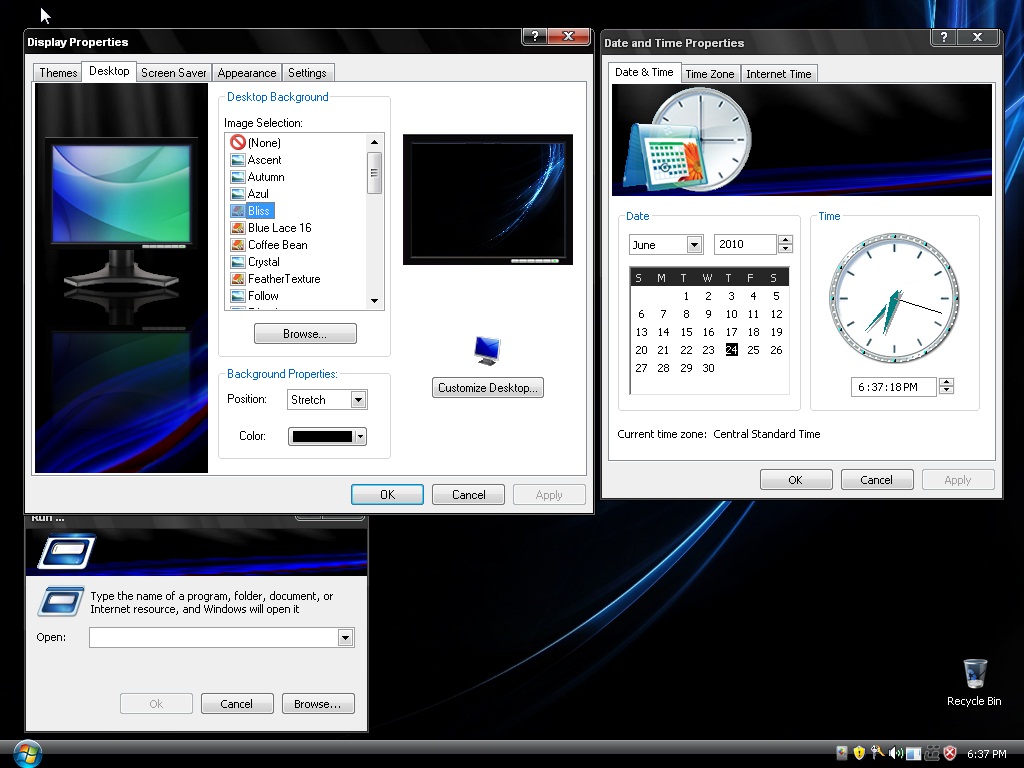 Display Properties
?
Themes
Desktop
Screen Saver
Appearance
Settings
Desktop Background
Image Selection:
(None)
Ascent
Autumn
Azul
Bliss
Blue Lace 16
Coffee Bean
Crystal
FeatherTexture
Follow
Browse...
Customize Desktop...
Background Properties:
Position:
Stretch
Color:
OK
Cancel
Apply
Date and Time Properties
?
Date & Time
Time Zone
Internet Time
Date
June
2010
S M T W T F S
1 2 3 4 5
6 7 8 9 10 11 12
13 14 15 16 17 18 19
20 21 22 23 24 25 26
27 28 29 30
Time
6:37:18 PM
Current time zone: Central Standard Time
OK
Cancel
Apply
Run ...
Type the name of a program, folder, document, or
Internet resource, and Windows will open it
Open:
Ok
Cancel
Browse...
Recycle Bin
6:37 PM